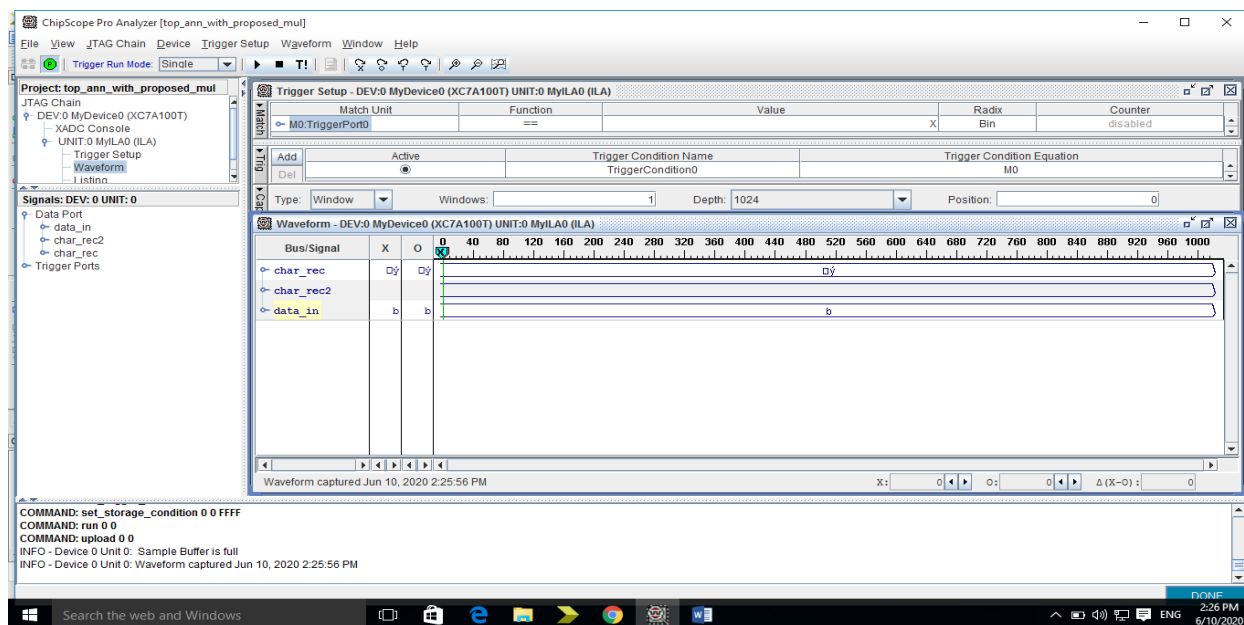 ChipScope Pro Analyzer [top_ann_with_proposed_mul]
File View JTAG Chain Device Trigger Setup Waveform Window Help
Trigger Run Mode: Single T!
Project: top_ann_with_proposed_mul
JTAG Chain
DEV:0 MyDevice0 (XC7A100T)
XADC Console
UNIT:0 MyILA0 (ILA)
Trigger Setup
Waveform
Listing
Signals: DEV: 0 UNIT: 0
Data Port
data_in
char_rec2
char_rec
Trigger Ports
Trigger Setup - DEV:0 MyDevice0 (XC7A100T) UNIT:0 MyILA0 (ILA)
Match
Match Unit Function Value Radix Counter
M0:TriggerPort0 == X Bin disabled
Trig
Add Active Trigger Condition Name Trigger Condition Equation
Del TriggerCondition0 M0
Cap
Type: Window Windows: 1 Depth: 1024 Position: 0
Waveform - DEV:0 MyDevice0 (XC7A100T) UNIT:0 MyILA0 (ILA)
Bus/Signal X O 0 40 80 120 160 200 240 280 320 360 400 440 480 520 560 600 640 680 720 760 800 840 880 920 960 1000
char_rec □ý □ý □ý
char_rec2
data_in b b b
Waveform captured Jun 10, 2020 2:25:56 PM X: 0 O: 0 Δ(X-O): 0
COMMAND: set_storage_condition 0 0 FFFF
COMMAND: run 0 0
COMMAND: upload 0 0
INFO - Device 0 Unit 0: Sample Buffer is full
INFO - Device 0 Unit 0: Waveform captured Jun 10, 2020 2:25:56 PM
DONE
Search the web and Windows
ENG
2:26 PM
6/10/2020